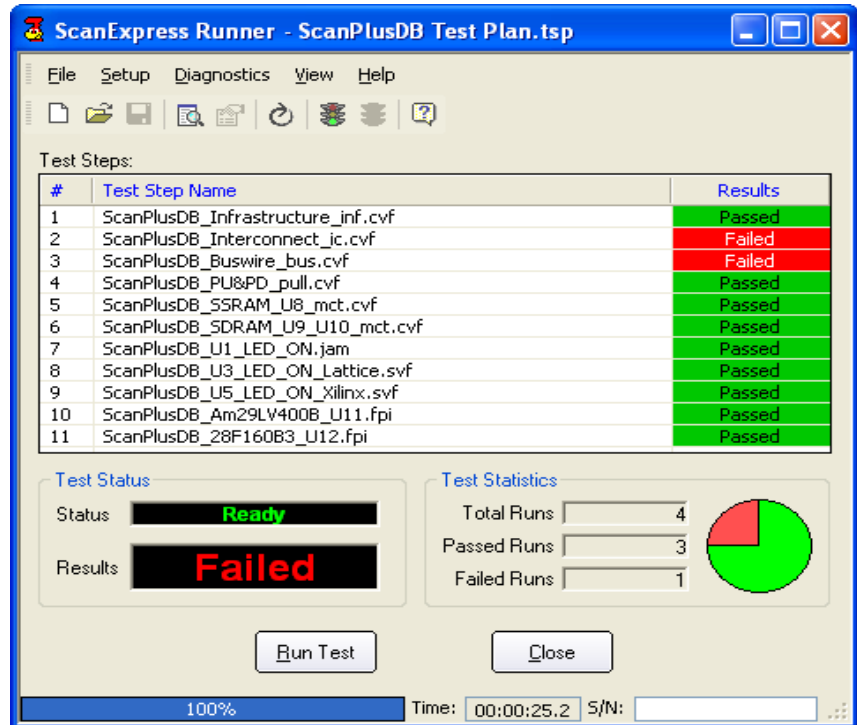 ScanExpress Runner - ScanPlusDB Test Plan.tsp
File Setup Diagnostics View Help
Test Steps:
# Test Step Name Results
1 ScanPlusDB_Infrastructure_inf.cvf Passed
2 ScanPlusDB_Interconnect_ic.cvf Failed
3 ScanPlusDB_Buswire_bus.cvf Failed
4 ScanPlusDB_PU&PD_pull.cvf Passed
5 ScanPlusDB_SSRAM_U8_mct.cvf Passed
6 ScanPlusDB_SDRAM_U9_U10_mct.cvf Passed
7 ScanPlusDB_U1_LED_ON.jam Passed
8 ScanPlusDB_U3_LED_ON_Lattice.svf Passed
9 ScanPlusDB_U5_LED_ON_Xilinx.svf Passed
10 ScanPlusDB_Am29LV400B_U11.fpi Passed
11 ScanPlusDB_28F160B3_U12.fpi Passed
Test Status
Status Ready
Results Failed
Test Statistics
Total Runs 4
Passed Runs 3
Failed Runs 1
Run Test Close
100% Time: 00:00:25.2 S/N: